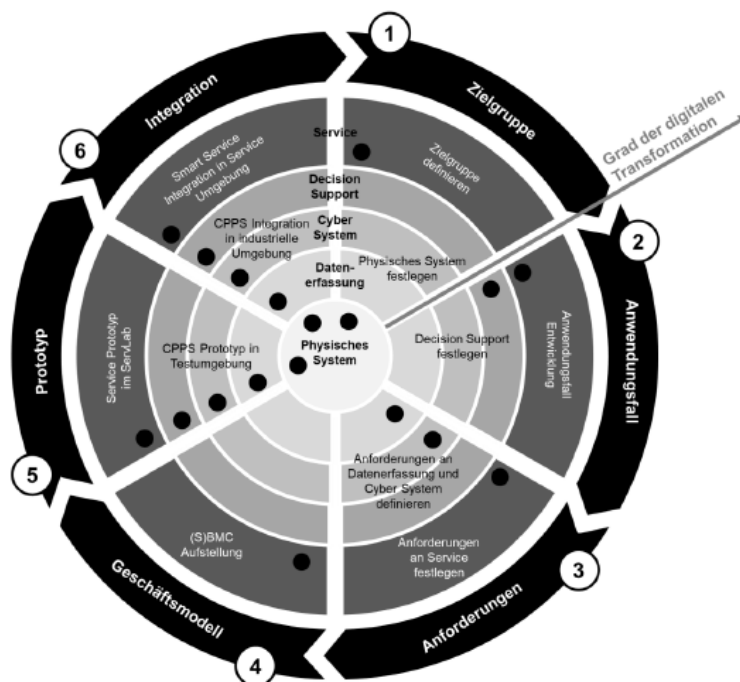 1
Zielgruppe
Grad der digitalen
Transformation
2
Anwendungsfall
3
Anforderungen
4
Geschäftsmodell
5
Prototyp
6
Integration
Service
Decision
Support
Cyber
System
Daten-
erfassung
Physisches
System
Zielgruppe
definieren
Physisches System
festlegen
Decision Support
festlegen
Anwendungsfall
Entwicklung
Anforderungen an
Datenerfassung und
Cyber System
definieren
Anforderungen
an Service
festlegen
(S)BMC
Aufstellung
CPPS Prototyp in
Testumgebung
Service Prototyp
im ServLab
CPPS Integration
in industrielle
Umgebung
Smart Service
Integration in Service
Umgebung